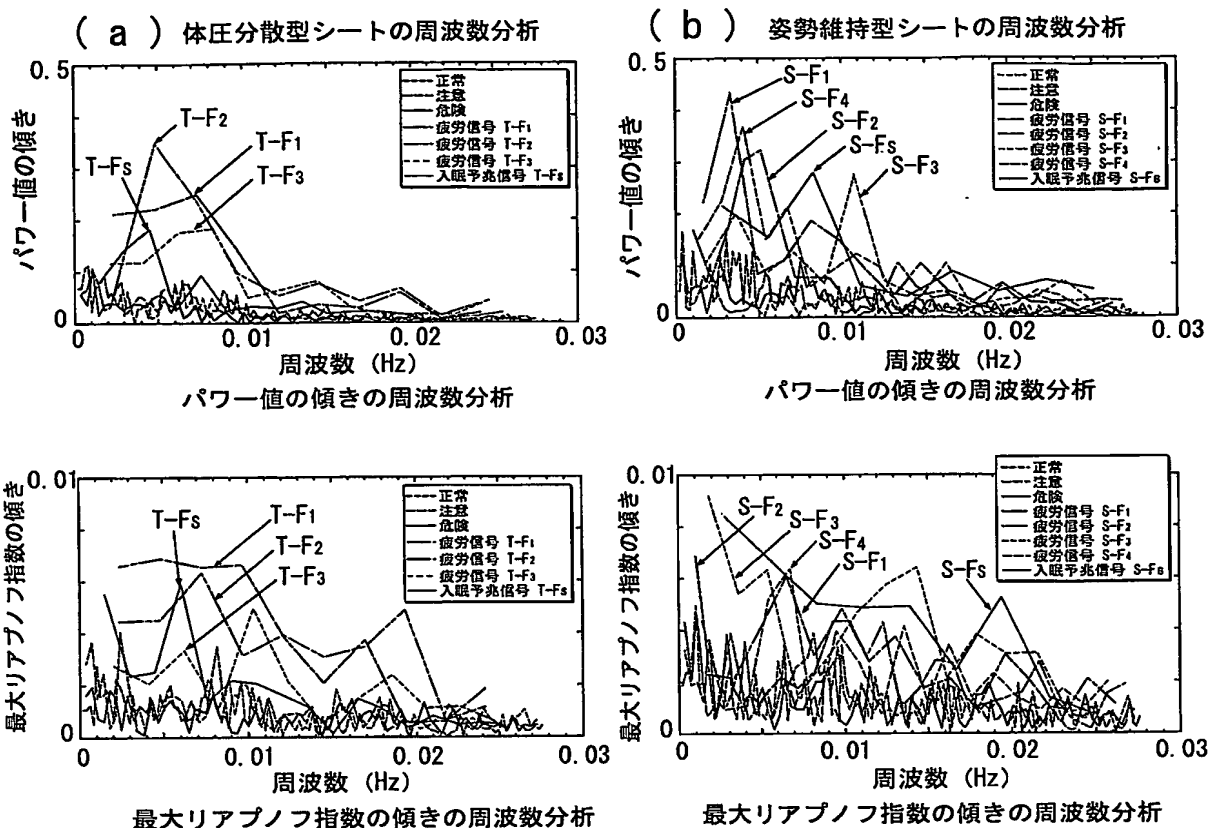 (a) 体圧分散型シートの周波数分析
0.5
パワー値の傾き
0
0
0.01
0.02
0.03
周波数 (Hz)
T-F2
T-F1
T-Fs
T-F3
正常
注意
危険
疲労信号 T-F1
疲労信号 T-F2
疲労信号 T-F3
入眠予兆信号 T-Fs
パワー値の傾きの周波数分析
(b) 姿勢維持型シートの周波数分析
0.5
パワー値の傾き
0
0
0.01
0.02
0.03
周波数 (Hz)
S-F1
S-F4
S-F2
S-Fs
S-F3
正常
注意
危険
疲労信号 S-F1
疲労信号 S-F2
疲労信号 S-F3
疲労信号 S-F4
入眠予兆信号 S-Fs
パワー値の傾きの周波数分析
0.01
最大リアプノフ指数の傾き
0
0
0.01
0.02
0.03
周波数 (Hz)
T-Fs
T-F1
T-F2
T-F3
正常
注意
危険
疲労信号 T-F1
疲労信号 T-F2
疲労信号 T-F3
入眠予兆信号 T-Fs
最大リアプノフ指数の傾きの周波数分析
0.01
最大リアプノフ指数の傾き
0
0
0.01
0.02
0.03
周波数 (Hz)
S-F2
S-F3
S-F4
S-F1
S-Fs
正常
注意
危険
疲労信号 S-F1
疲労信号 S-F2
疲労信号 S-F3
疲労信号 S-F4
入眠予兆信号 S-Fs
最大リアプノフ指数の傾きの周波数分析